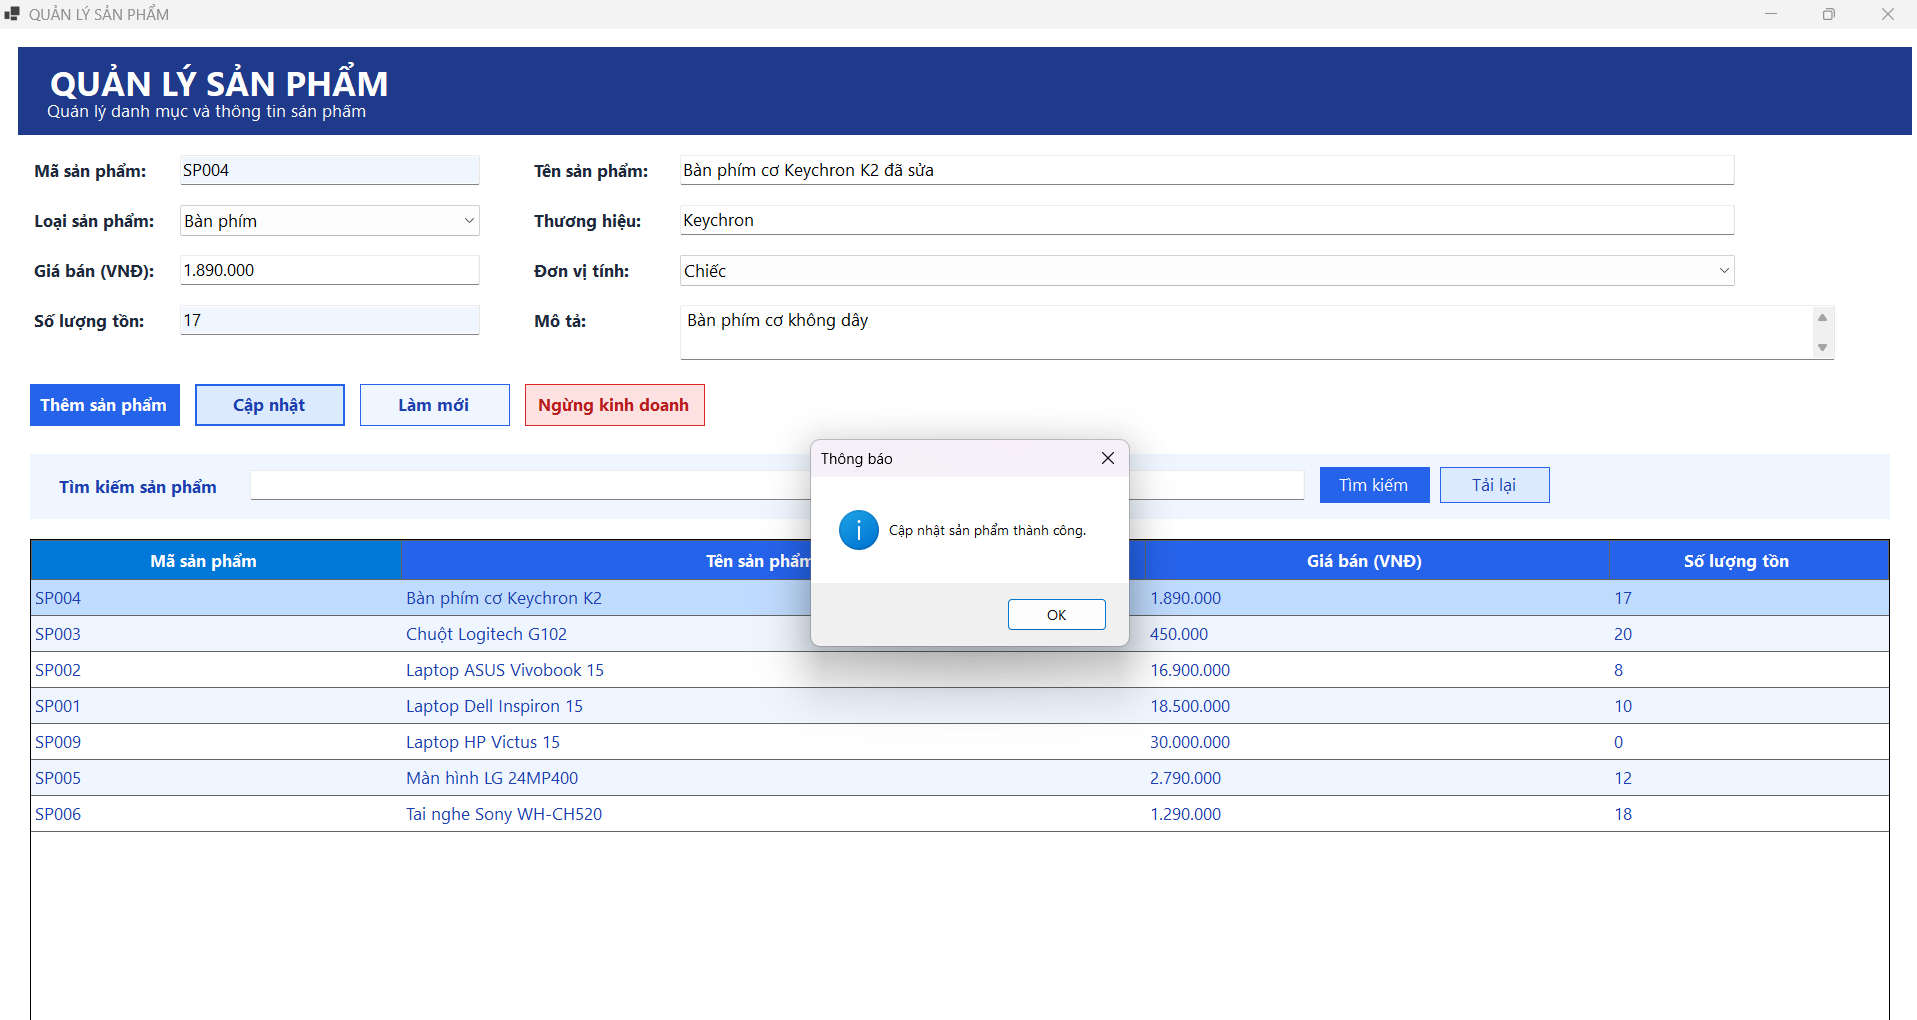 QUẢN LÝ SẢN PHẨM
QUẢN LÝ SẢN PHẨM
Quản lý danh mục và thông tin sản phẩm
Mã sản phẩm: SP004 Tên sản phẩm: Bàn phím cơ Keychron K2 đã sửa
Loại sản phẩm: Bàn phím Thương hiệu: Keychron
Giá bán (VNĐ): 1.890.000 Đơn vị tính: Chiếc
Số lượng tồn: 17 Mô tả: Bàn phím cơ không dây
Thêm sản phẩm Cập nhật Làm mới Ngừng kinh doanh
Thông báo
Cập nhật sản phẩm thành công.
OK
Tìm kiếm sản phẩm Tìm kiếm Tải lại
Mã sản phẩm Tên sản phẩm Giá bán (VNĐ) Số lượng tồn
SP004 Bàn phím cơ Keychron K2 1.890.000 17
SP003 Chuột Logitech G102 450.000 20
SP002 Laptop ASUS Vivobook 15 16.900.000 8
SP001 Laptop Dell Inspiron 15 18.500.000 10
SP009 Laptop HP Victus 15 30.000.000 0
SP005 Màn hình LG 24MP400 2.790.000 12
SP006 Tai nghe Sony WH-CH520 1.290.000 18